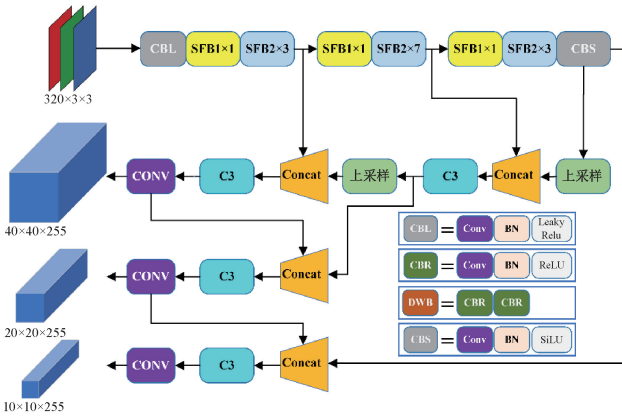 CBL SFB1×1 SFB2×3 SFB1×1 SFB2×7 SFB1×1 SFB2×3 CBS
320×3×3
CONV C3 Concat 上采样 C3 Concat 上采样
40×40×255
CBL = Conv BN Leaky
Relu
CBR = Conv BN ReLU
CONV C3 Concat
DWB = CBR CBR
20×20×255
CBS = Conv BN SiLU
CONV C3 Concat
10×10×255